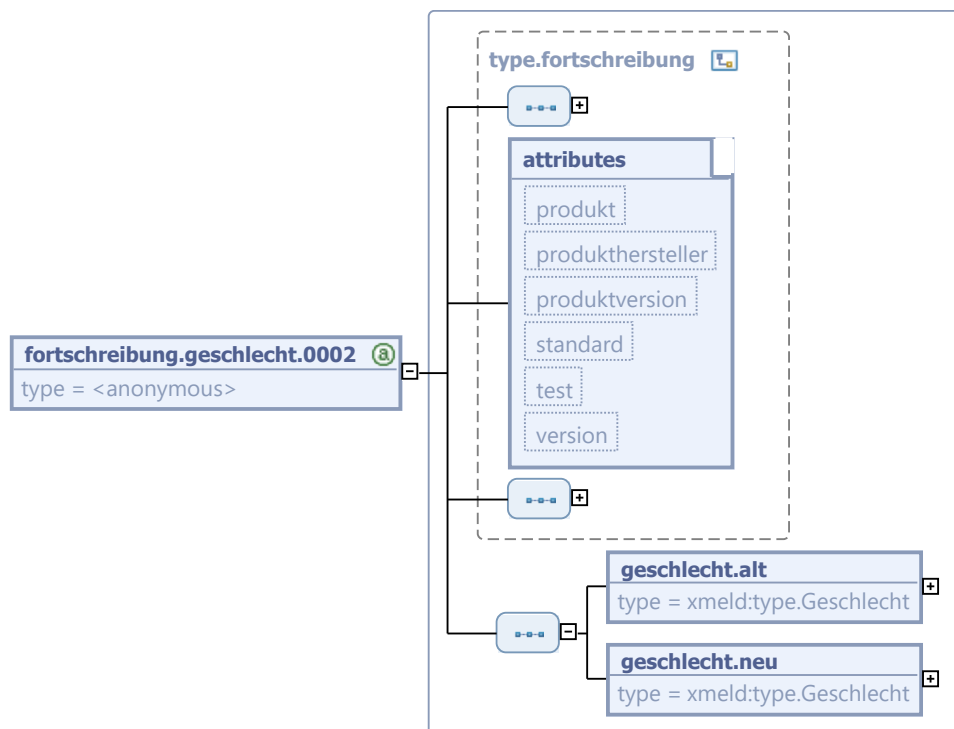 type.fortschreibung
attributes
produkt
produkthersteller
produktversion
standard
test
version
fortschreibung.geschlecht.0002 a
type = <anonymous>
geschlecht.alt
type = xmeld:type.Geschlecht
geschlecht.neu
type = xmeld:type.Geschlecht